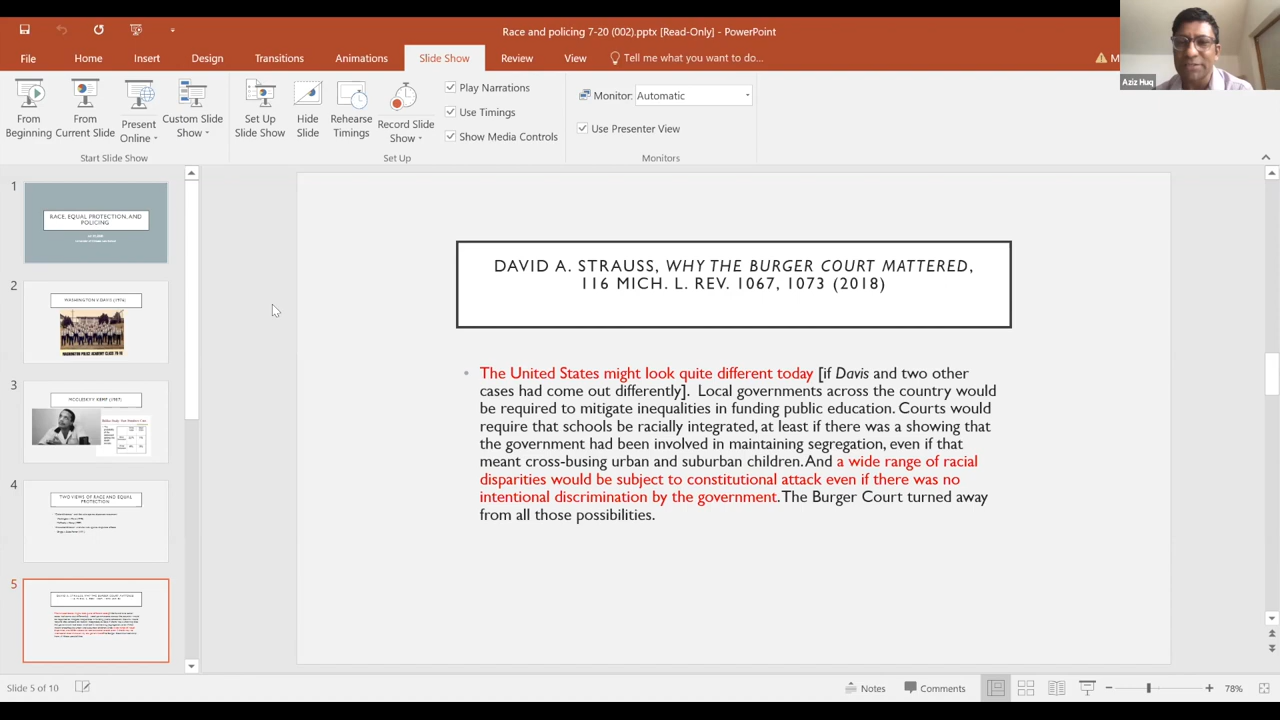 Race and policing 7-20 (002).pptx [Read-Only] - PowerPoint
File Home Insert Design Transitions Animations Slide Show Review View Tell me what you want to do...
M
Aziz Huq
From Beginning
From Current Slide
Present Online
Custom Slide Show
Start Slide Show
Set Up Slide Show
Hide Slide
Rehearse Timings
Record Slide Show
Play Narrations
Use Timings
Show Media Controls
Set Up
Monitor: Automatic
Use Presenter View
Monitors
1
RACE, EQUAL PROTECTION, AND
POLICING
2
WASHINGTON V. DAVIS (1976)
3
MCCLESKY V. KEMP (1987)
4
TWO VIEWS OF RACE AND EQUAL
PROTECTION
5
DAVID A. STRAUSS, WHY THE BURGER COURT MATTERED,
116 MICH. L. REV. 1067, 1073 (2018)
• The United States might look quite different today [if Davis and two other
cases had come out differently]. Local governments across the country would
be required to mitigate inequalities in funding public education. Courts would
require that schools be racially integrated, at least if there was a showing that
the government had been involved in maintaining segregation, even if that
meant cross-busing urban and suburban children. And a wide range of racial
disparities would be subject to constitutional attack even if there was no
intentional discrimination by the government. The Burger Court turned away
from all those possibilities.
Slide 5 of 10
Notes
Comments
78%